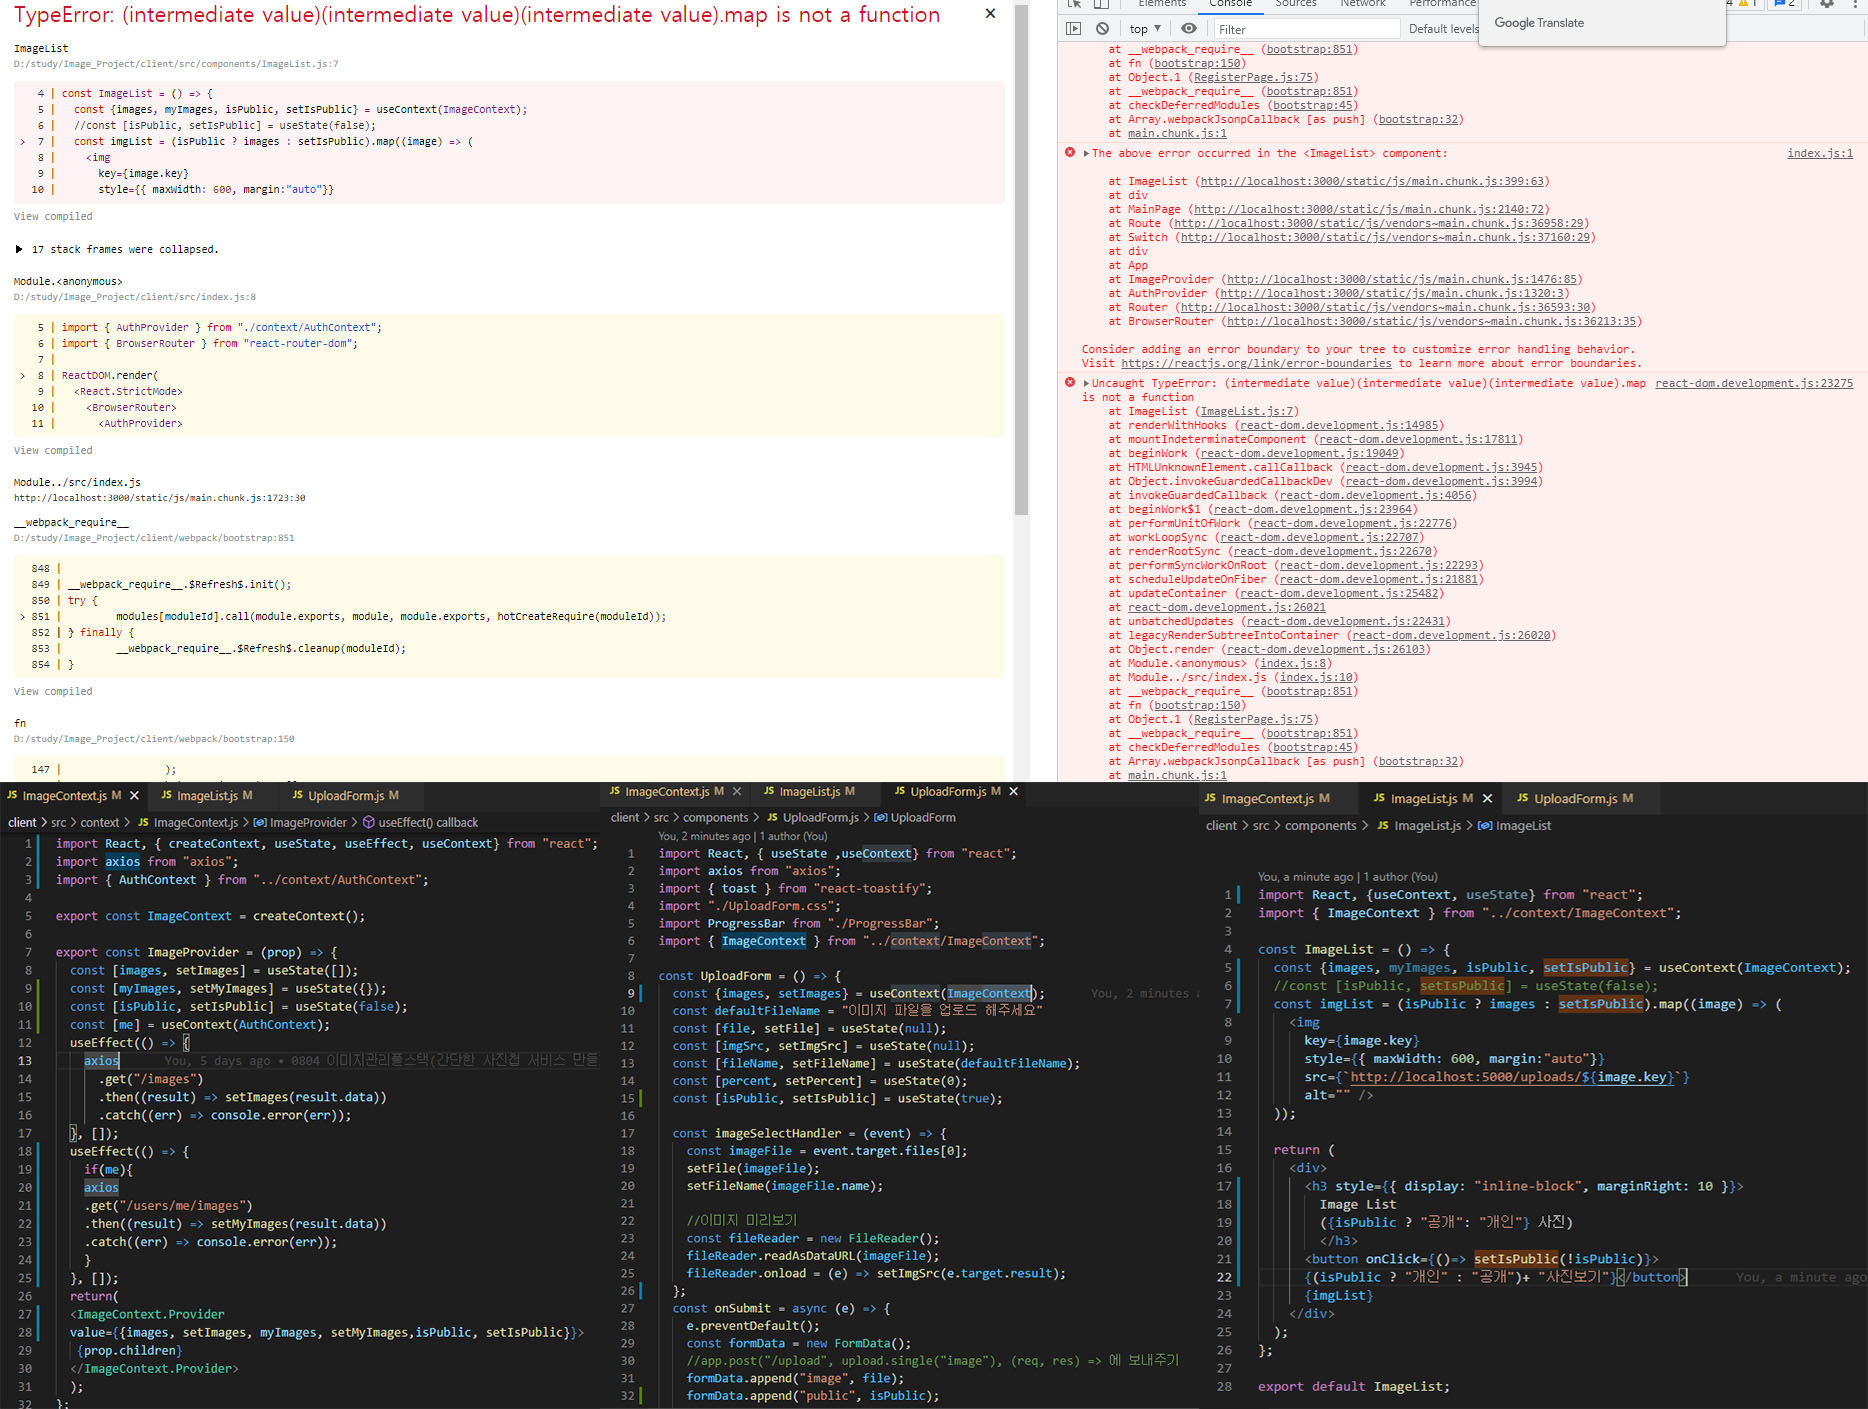 TypeError: (intermediate value)(intermediate value)(intermediate value).map is not a function
×
ImageList
D:/study/Image_Project/client/src/components/ImageList.js:7
4 | const ImageList = () => {
5 |   const {images, myImages, isPublic, setIsPublic} = useContext(ImageContext);
6 |   //const [isPublic, setIsPublic] = useState(false);
> 7 |   const imgList = (isPublic ? images : setIsPublic).map((image) => (
8 |     <img
9 |       key={image.key}
10 |       style={{ maxWidth: 600, margin:"auto"}}
View compiled
▶ 17 stack frames were collapsed.
Module.<anonymous>
D:/study/Image_Project/client/src/index.js:8
5 | import { AuthProvider } from "./context/AuthContext";
6 | import { BrowserRouter } from "react-router-dom";
7 |
> 8 | ReactDOM.render(
9 |   <React.StrictMode>
10 |     <BrowserRouter>
11 |       <AuthProvider>
View compiled
Module../src/index.js
http://localhost:3000/static/js/main.chunk.js:1723:30
__webpack_require__
D:/study/Image_Project/client/webpack/bootstrap:851
848 |
849 | __webpack_require__.$Refresh$.init();
850 | try {
> 851 |         modules[moduleId].call(module.exports, module, module.exports, hotCreateRequire(moduleId));
852 | } finally {
853 |         __webpack_require__.$Refresh$.cleanup(moduleId);
854 | }
View compiled
fn
D:/study/Image_Project/client/webpack/bootstrap:150
147 |                 );
Elements Console Sources Network Performance 4 1 2
Google Translate
top ▼ Filter Default levels
at __webpack_require__ (bootstrap:851)
at fn (bootstrap:150)
at Object.1 (RegisterPage.js:75)
at __webpack_require__ (bootstrap:851)
at checkDeferredModules (bootstrap:45)
at Array.webpackJsonpCallback [as push] (bootstrap:32)
at main.chunk.js:1
▶The above error occurred in the <ImageList> component: index.js:1
at ImageList (http://localhost:3000/static/js/main.chunk.js:399:63)
at div
at MainPage (http://localhost:3000/static/js/main.chunk.js:2140:72)
at Route (http://localhost:3000/static/js/vendors~main.chunk.js:36958:29)
at Switch (http://localhost:3000/static/js/vendors~main.chunk.js:37160:29)
at div
at App
at ImageProvider (http://localhost:3000/static/js/main.chunk.js:1476:85)
at AuthProvider (http://localhost:3000/static/js/main.chunk.js:1320:3)
at Router (http://localhost:3000/static/js/vendors~main.chunk.js:36593:30)
at BrowserRouter (http://localhost:3000/static/js/vendors~main.chunk.js:36213:35)
Consider adding an error boundary to your tree to customize error handling behavior.
Visit https://reactjs.org/link/error-boundaries to learn more about error boundaries.
▶Uncaught TypeError: (intermediate value)(intermediate value)(intermediate value).map react-dom.development.js:23275
is not a function
at ImageList (ImageList.js:7)
at renderWithHooks (react-dom.development.js:14985)
at mountIndeterminateComponent (react-dom.development.js:17811)
at beginWork (react-dom.development.js:19049)
at HTMLUnknownElement.callCallback (react-dom.development.js:3945)
at Object.invokeGuardedCallbackDev (react-dom.development.js:3994)
at invokeGuardedCallback (react-dom.development.js:4056)
at beginWork$1 (react-dom.development.js:23964)
at performUnitOfWork (react-dom.development.js:22776)
at workLoopSync (react-dom.development.js:22707)
at renderRootSync (react-dom.development.js:22670)
at performSyncWorkOnRoot (react-dom.development.js:22293)
at scheduleUpdateOnFiber (react-dom.development.js:21881)
at updateContainer (react-dom.development.js:25482)
at react-dom.development.js:26021
at unbatchedUpdates (react-dom.development.js:22431)
at legacyRenderSubtreeIntoContainer (react-dom.development.js:26020)
at Object.render (react-dom.development.js:26103)
at Module.<anonymous> (index.js:8)
at Module../src/index.js (index.js:10)
at __webpack_require__ (bootstrap:851)
at fn (bootstrap:150)
at Object.1 (RegisterPage.js:75)
at __webpack_require__ (bootstrap:851)
at checkDeferredModules (bootstrap:45)
at Array.webpackJsonpCallback [as push] (bootstrap:32)
at main.chunk.js:1
JS ImageContext.js M × JS ImageList.js M JS UploadForm.js M
client > src > context > JS ImageContext.js > ImageProvider > useEffect() callback
1 import React, { createContext, useState, useEffect, useContext} from "react";
2 import axios from "axios";
3 import { AuthContext } from "../context/AuthContext";
4
5 export const ImageContext = createContext();
6
7 export const ImageProvider = (prop) => {
8   const [images, setImages] = useState([]);
9   const [myImages, setMyImages] = useState({});
10   const [isPublic, setIsPublic] = useState(false);
11   const [me] = useContext(AuthContext);
12   useEffect(() => {
13     axios You, 5 days ago • 0804 이미지관리풀스택(간단한 사진첩 서비스 만들
14       .get("/images")
15       .then((result) => setImages(result.data))
16       .catch((err) => console.error(err));
17   }, []);
18   useEffect(() => {
19     if(me){
20     axios
21     .get("/users/me/images")
22     .then((result) => setMyImages(result.data))
23     .catch((err) => console.error(err));
24     }
25   }, []);
26   return(
27   <ImageContext.Provider
28   value={{images, setImages, myImages, setMyImages,isPublic, setIsPublic}}>
29    {prop.children}
30   </ImageContext.Provider>
31   );
32 };
JS ImageContext.js M × JS ImageList.js M JS UploadForm.js M ×
client > src > components > JS UploadForm.js > UploadForm
You, 2 minutes ago | 1 author (You)
1 import React, { useState ,useContext} from "react";
2 import axios from "axios";
3 import { toast } from "react-toastify";
4 import "./UploadForm.css";
5 import ProgressBar from "./ProgressBar";
6 import { ImageContext } from "../context/ImageContext";
7
8 const UploadForm = () => {
9   const {images, setImages} = useContext(ImageContext); You, 2 minutes
10   const defaultFileName = "이미지 파일을 업로드 해주세요"
11   const [file, setFile] = useState(null);
12   const [imgSrc, setImgSrc] = useState(null);
13   const [fileName, setFileName] = useState(defaultFileName);
14   const [percent, setPercent] = useState(0);
15   const [isPublic, setIsPublic] = useState(true);
16
17   const imageSelectHandler = (event) => {
18     const imageFile = event.target.files[0];
19     setFile(imageFile);
20     setFileName(imageFile.name);
21
22     //이미지 미리보기
23     const fileReader = new FileReader();
24     fileReader.readAsDataURL(imageFile);
25     fileReader.onload = (e) => setImgSrc(e.target.result);
26   };
27   const onSubmit = async (e) => {
28     e.preventDefault();
29     const formData = new FormData();
30     //app.post("/upload", upload.single("image"), (req, res) => 에 보내주기
31     formData.append("image", file);
32     formData.append("public", isPublic);
JS ImageContext.js M JS ImageList.js M × JS UploadForm.js M
client > src > components > JS ImageList.js > ImageList
You, a minute ago | 1 author (You)
1 import React, {useContext, useState} from "react";
2 import { ImageContext } from "../context/ImageContext";
3
4 const ImageList = () => {
5   const {images, myImages, isPublic, setIsPublic} = useContext(ImageContext);
6   //const [isPublic, setIsPublic] = useState(false);
7   const imgList = (isPublic ? images : setIsPublic).map((image) => (
8     <img
9       key={image.key}
10       style={{ maxWidth: 600, margin:"auto"}}
11       src={`http://localhost:5000/uploads/${image.key}`}
12       alt="" />
13   ));
14
15   return (
16     <div>
17       <h3 style={{ display: "inline-block", marginRight: 10 }}>
18         Image List
19         ({isPublic ? "공개": "개인"} 사진)
20         </h3>
21       <button onClick={()=> setIsPublic(!isPublic)}>
22       {(isPublic ? "개인" : "공개")+ "사진보기"}</button> You, a minute ago
23       {imgList}
24     </div>
25   );
26 };
27
28 export default ImageList;